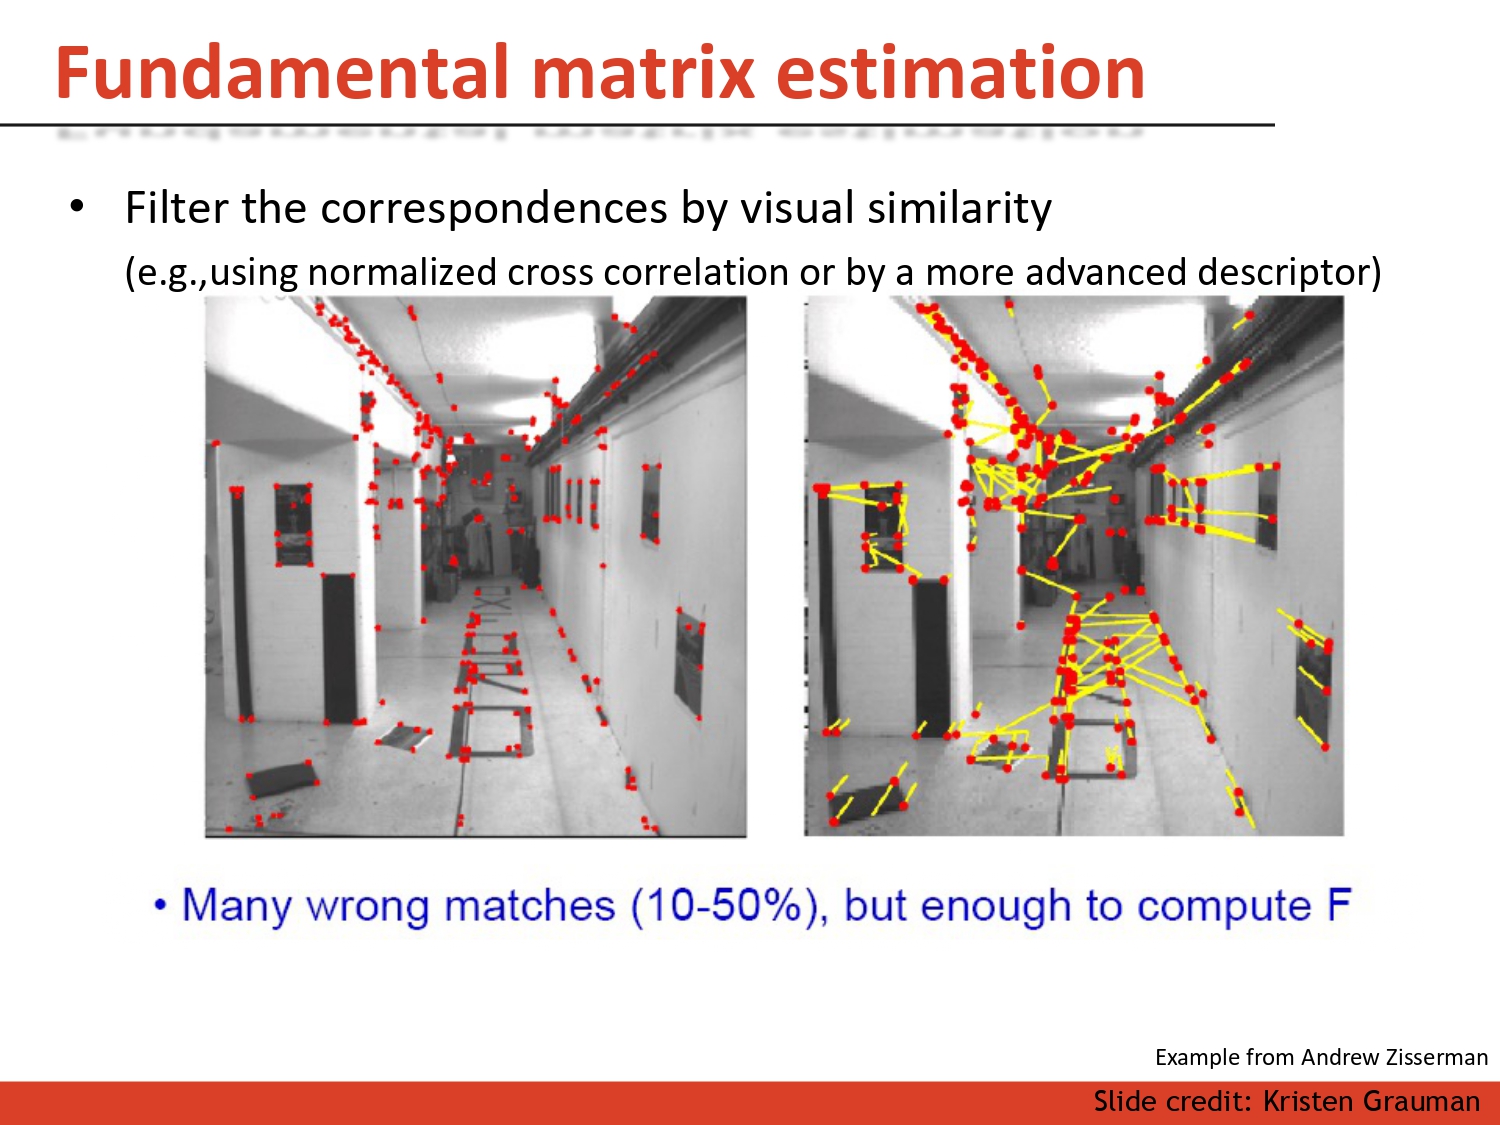 Fundamental matrix estimation
• Filter the correspondences by visual similarity
(e.g.,using normalized cross correlation or by a more advanced descriptor)
• Many wrong matches (10-50%), but enough to compute F
Example from Andrew Zisserman
Slide credit: Kristen Grauman